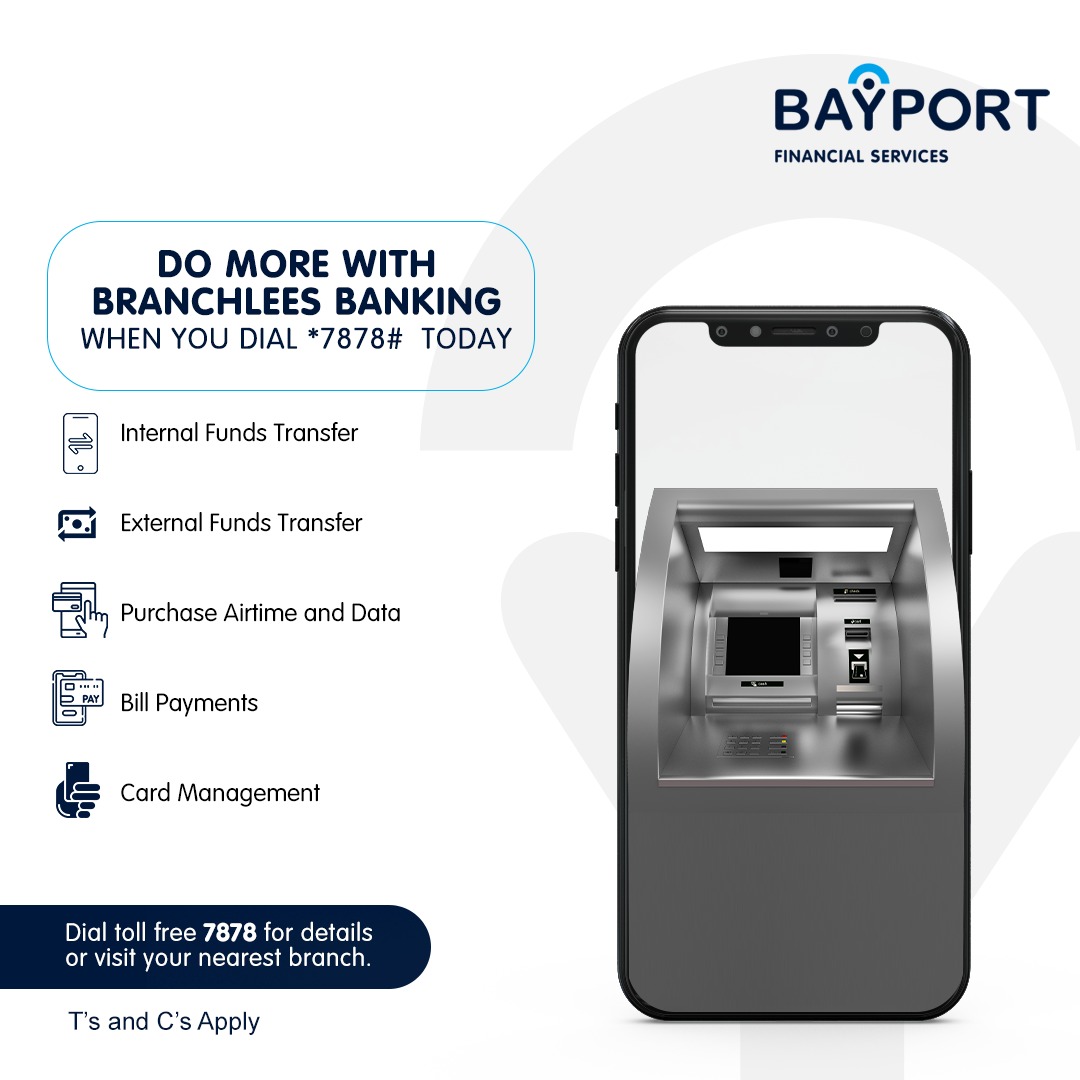 BAYPORT
FINANCIAL SERVICES
DO MORE WITH
BRANCHLEES BANKING
WHEN YOU DIAL *7878# TODAY
Internal Funds Transfer
External Funds Transfer
Purchase Airtime and Data
PAY
Bill Payments
Card Management
cash
Dial toll free 7878 for details
or visit your nearest branch.
T's and C's Apply